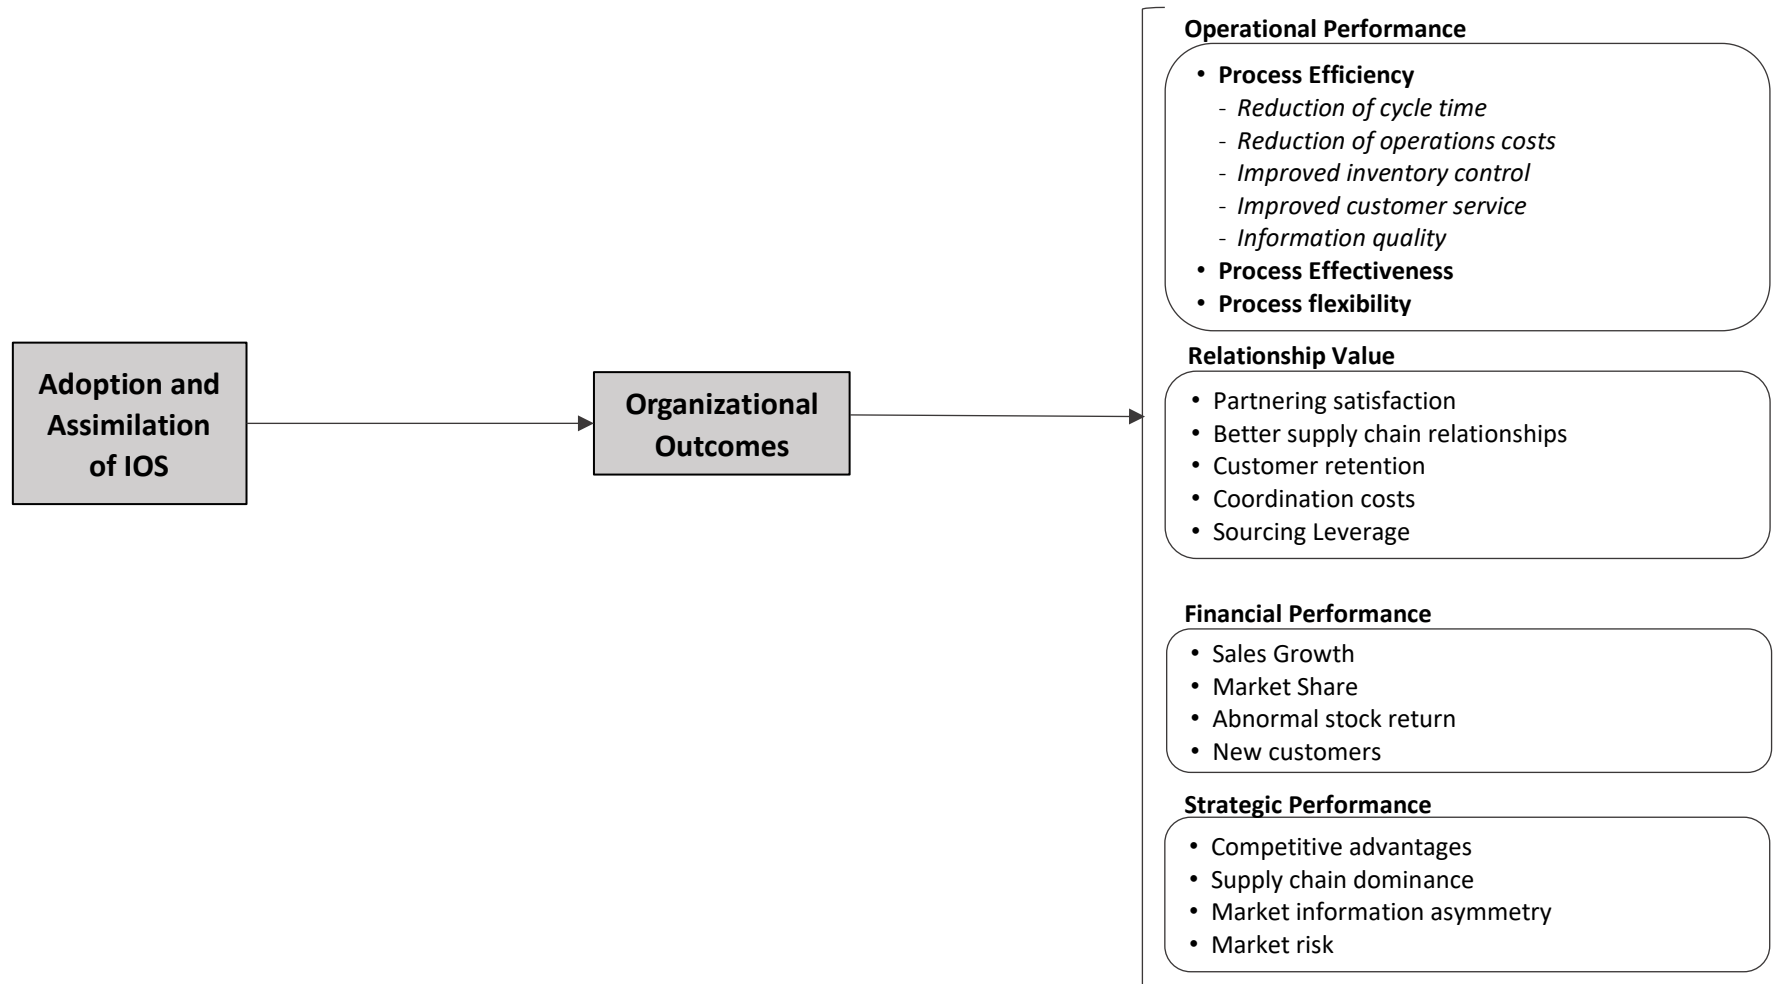 Adoption and
Assimilation
of IOS
Organizational
Outcomes
Operational Performance
• Process Efficiency
- Reduction of cycle time
- Reduction of operations costs
- Improved inventory control
- Improved customer service
- Information quality
• Process Effectiveness
• Process flexibility
Relationship Value
• Partnering satisfaction
• Better supply chain relationships
• Customer retention
• Coordination costs
• Sourcing Leverage
Financial Performance
• Sales Growth
• Market Share
• Abnormal stock return
• New customers
Strategic Performance
• Competitive advantages
• Supply chain dominance
• Market information asymmetry
• Market risk